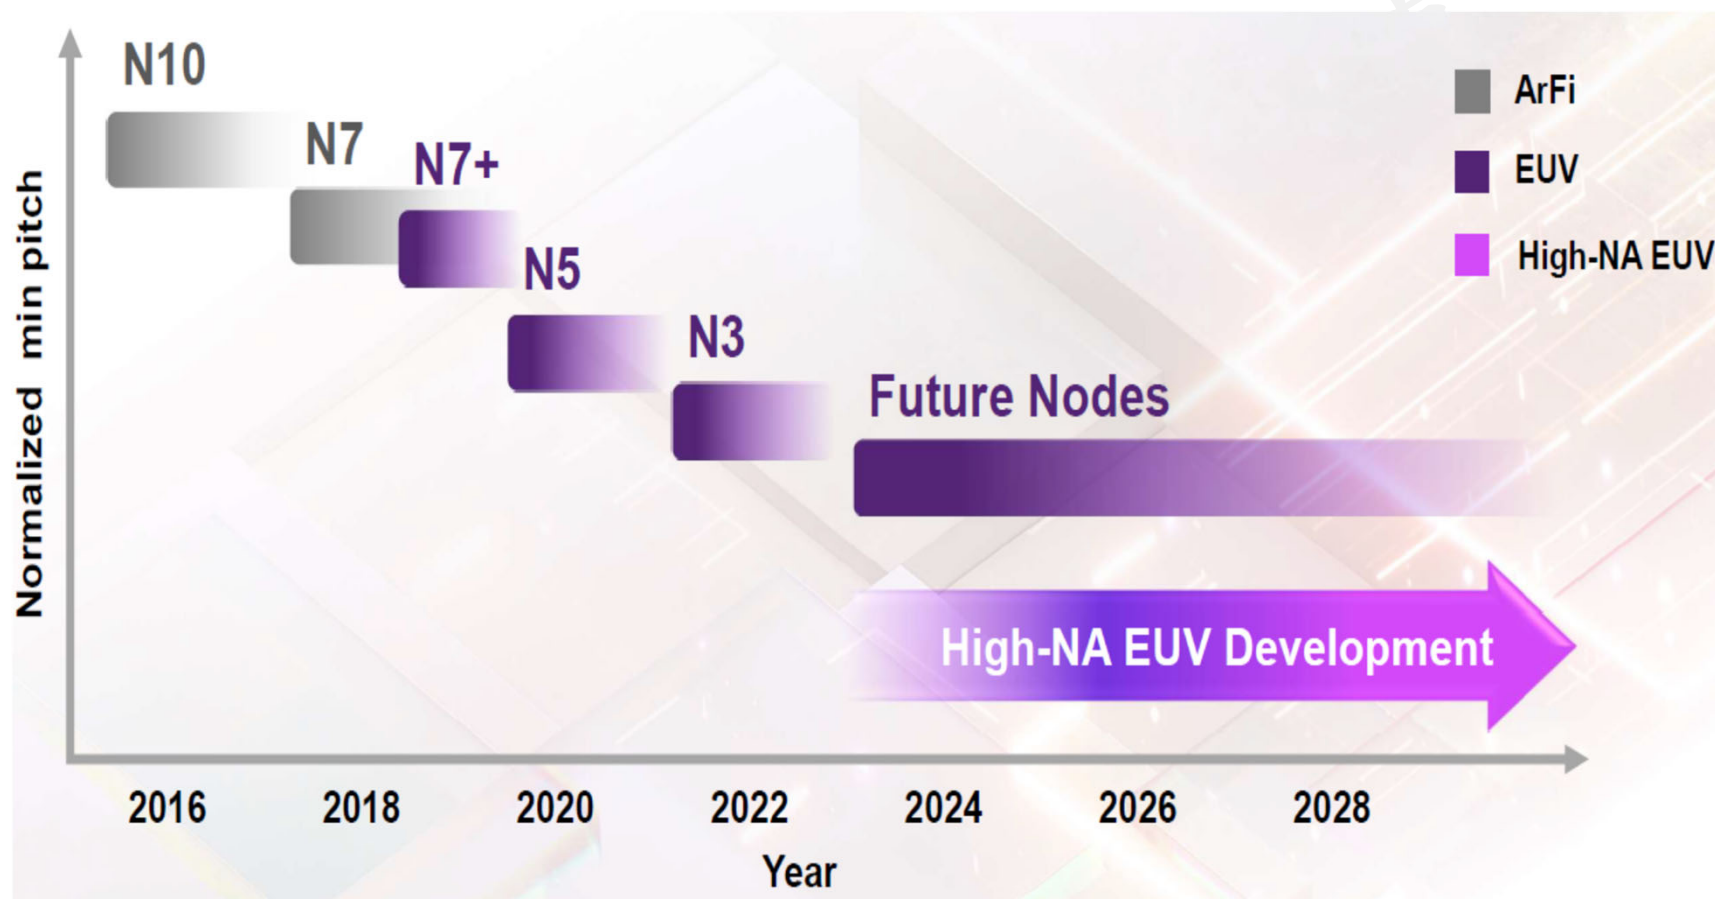 N10
N7
N7+
N5
N3
Future Nodes
High-NA EUV Development
ArFi
EUV
High-NA EUV
Normalized min pitch
2016 2018 2020 2022 2024 2026 2028
Year